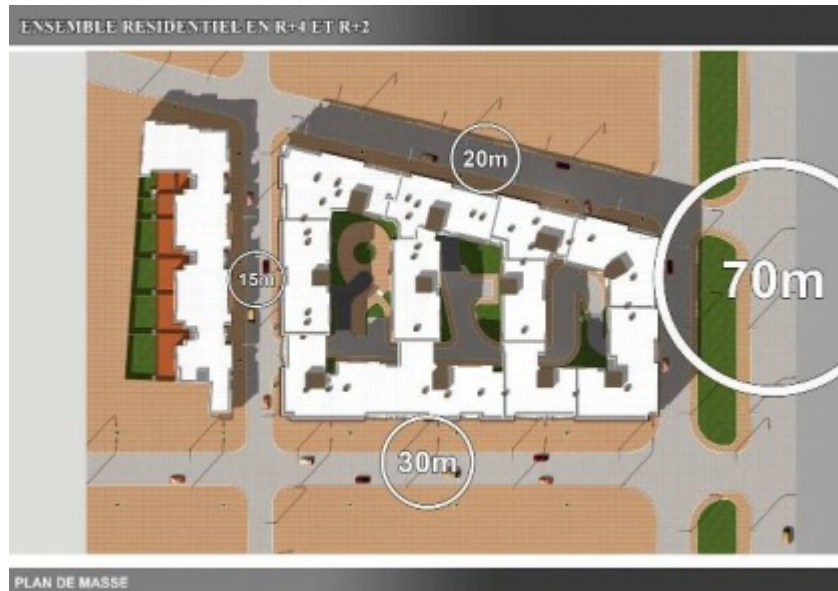 ENSEMBLE RESIDENTIEL EN R+4 ET R+2
20m
15m
70m
30m
PLAN DE MASSE